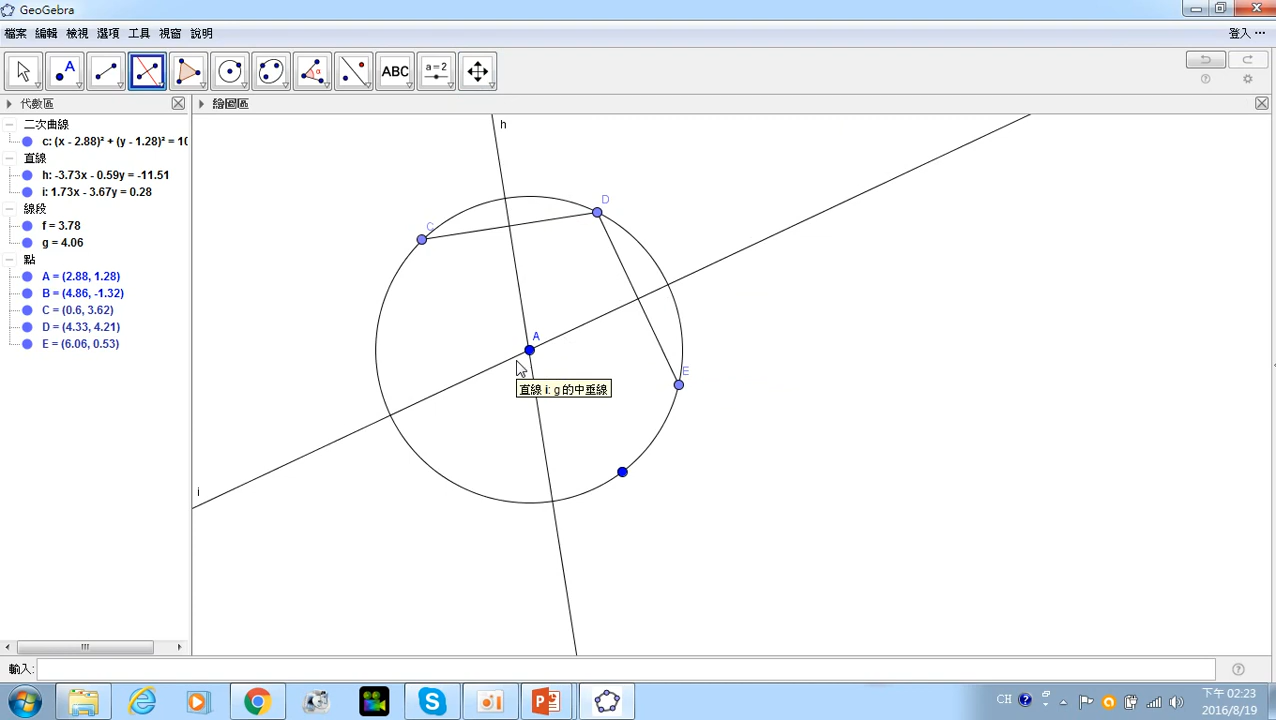 GeoGebra
檔案 編輯 檢視 選項 工具 視窗 說明
登入 ...
A
ABC
a = 2
α
代數區
繪圖區
二次曲線
c: (x - 2.88)² + (y - 1.28)² = 10
直線
h: -3.73x - 0.59y = -11.51
i: 1.73x - 3.67y = 0.28
線段
f = 3.78
g = 4.06
點
A = (2.88, 1.28)
B = (4.86, -1.32)
C = (0.6, 3.62)
D = (4.33, 4.21)
E = (6.06, 0.53)
h
D
C
A
E
直線 i: g 的中垂線
i
輸入:
CH
下午 02:23
2016/8/19